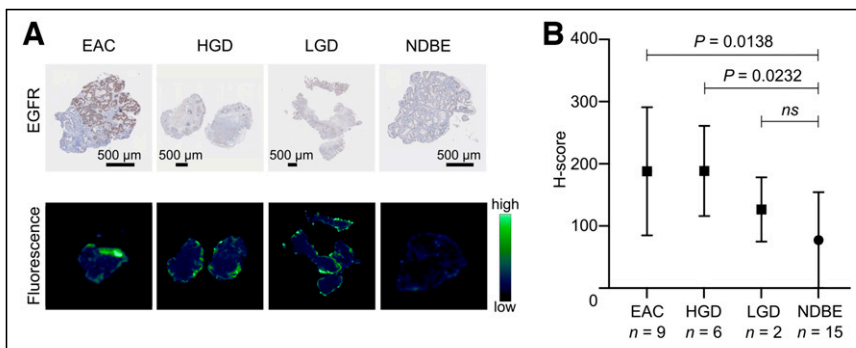 A
EAC HGD LGD NDBE
EGFR
500 µm 500 µm 500 µm 500 µm
Fluorescence
high
low
B
400
300
200
100
0
H-score
P = 0.0138
P = 0.0232
ns
EAC HGD LGD NDBE
n = 9 n = 6 n = 2 n = 15